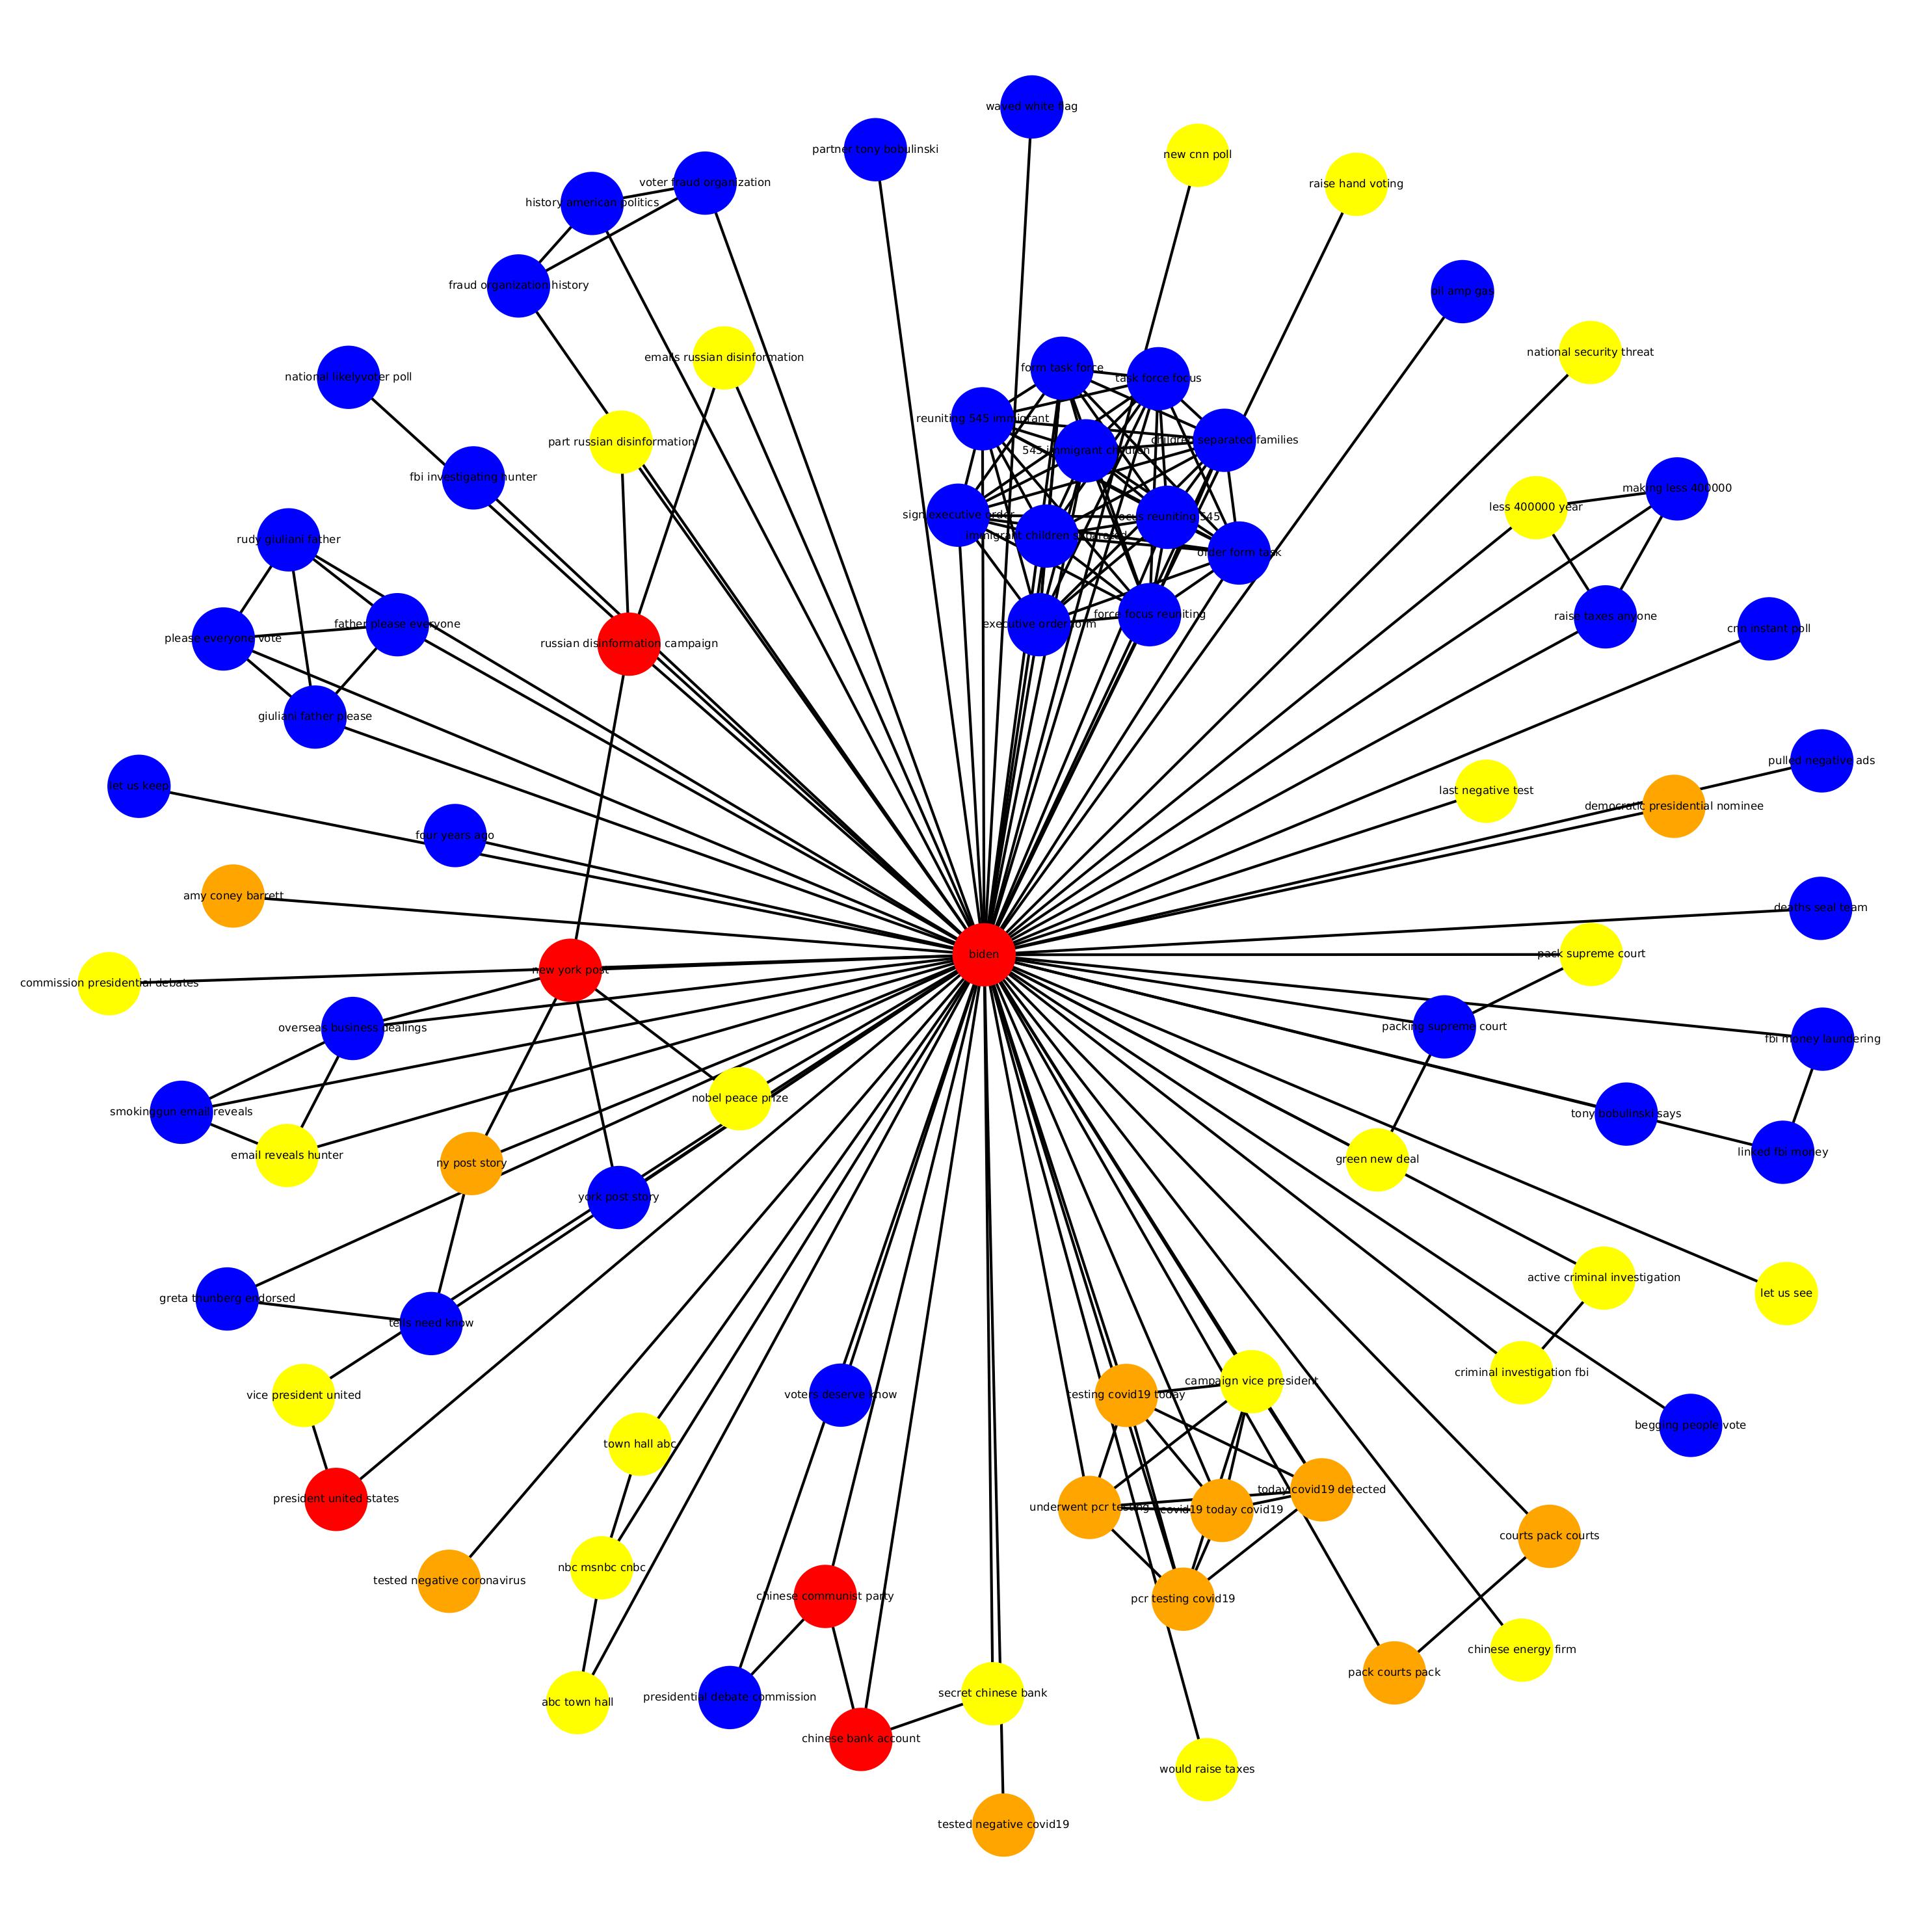 waved white flag
partner tony bobulinski
new cnn poll
voter fraud organization
raise hand voting
history american politics
fraud organization history
oil amp gas
national security threat
emails russian disinformation
form task force
national likelyvoter poll
task force focus
reuniting 545 immigrant
part russian disinformation
children separated families
545 immigrant children
fbi investigating hunter
making less 400000
less 400000 year
sign executive order
focus reuniting 545
immigrant children separated
rudy giuliani father
order form task
force focus reuniting
raise taxes anyone
father please everyone
executive order form
cnn instant poll
please everyone vote
russian disinformation campaign
giuliani father please
pulled negative ads
let us keep
last negative test
democratic presidential nominee
four years ago
amy coney barrett
deaths seal team
biden
pack supreme court
new york post
commission presidential debates
packing supreme court
overseas business dealings
fbi money laundering
nobel peace prize
smokinggun email reveals
tony bobulinski says
linked fbi money
email reveals hunter
green new deal
ny post story
york post story
active criminal investigation
let us see
greta thunberg endorsed
tells need know
criminal investigation fbi
campaign vice president
vice president united
voters deserve know
testing covid19 today
begging people vote
town hall abc
today covid19 detected
president united states
underwent pcr testing
covid19 today covid19
courts pack courts
nbc msnbc cnbc
tested negative coronavirus
chinese communist party
pcr testing covid19
chinese energy firm
pack courts pack
secret chinese bank
presidential debate commission
abc town hall
chinese bank account
would raise taxes
tested negative covid19